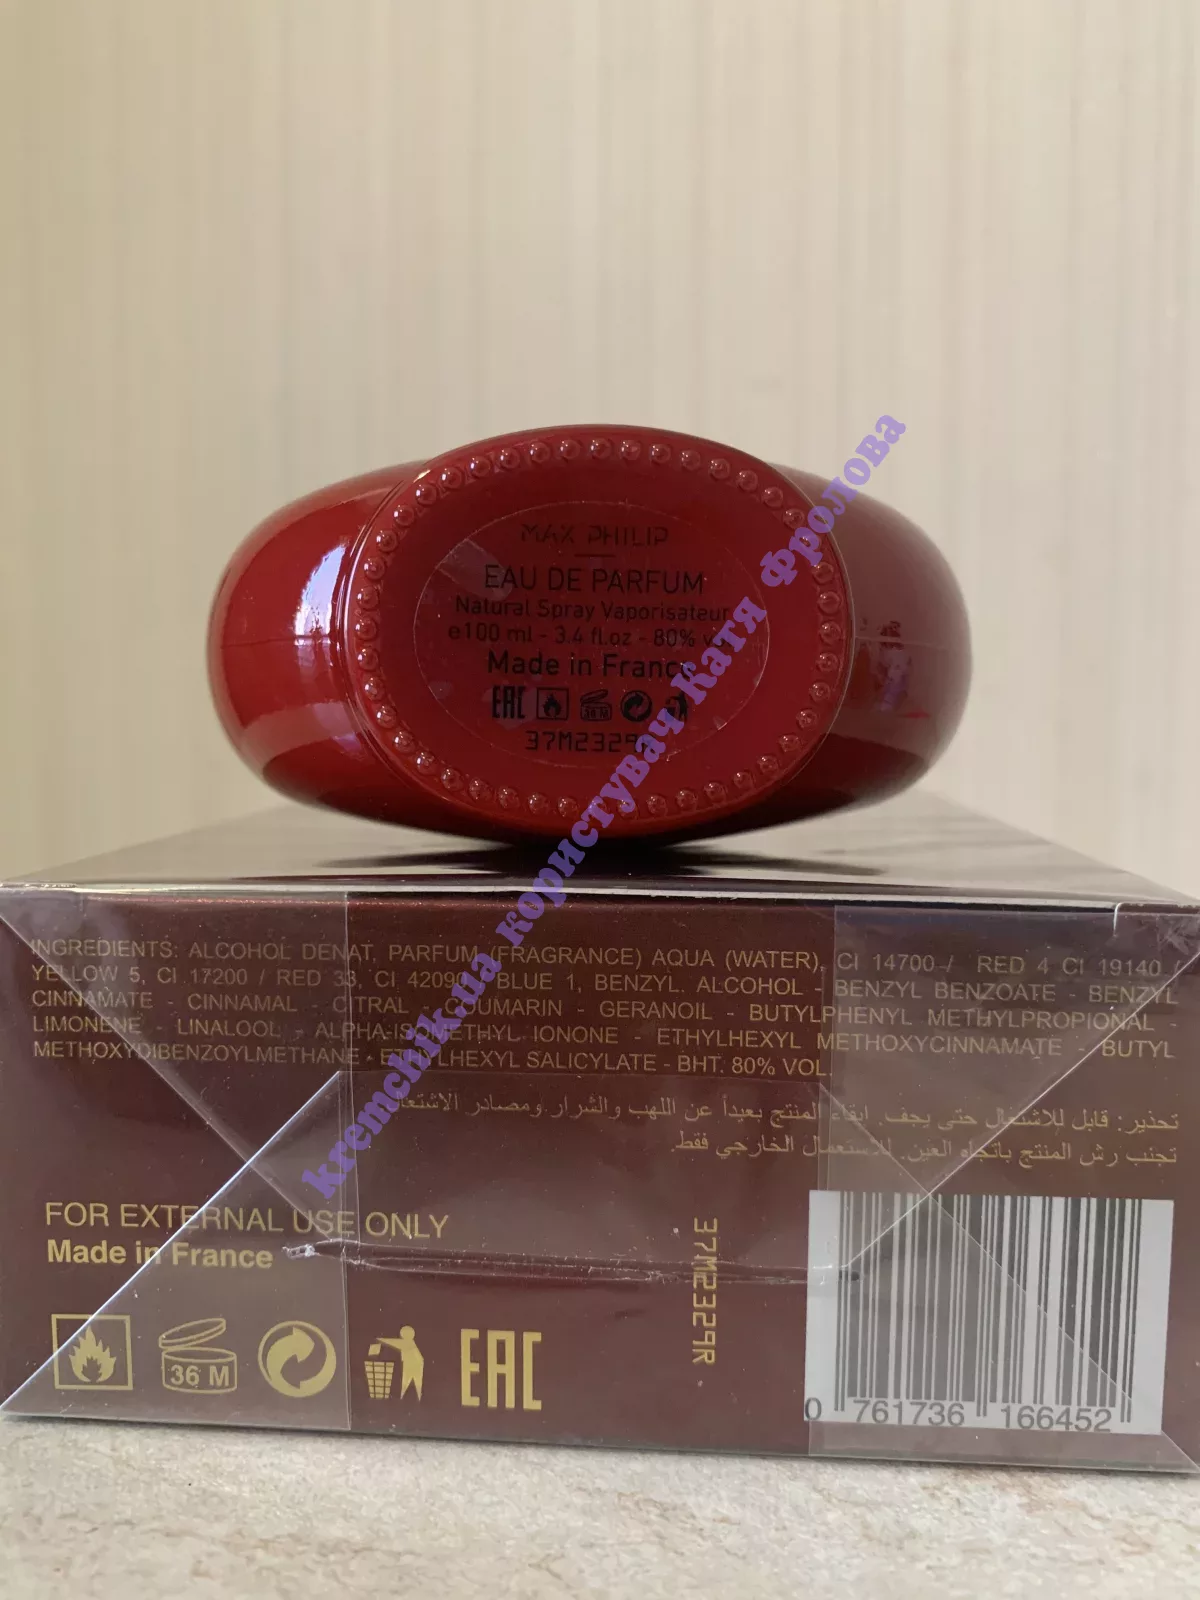 MAX PHILIP
EAU DE PARFUM
Natural Spray Vaporisateur
e100 ml - 3.4 fl.oz - 80%
Made in France
EAC
36 M
37M2329
kremchik.ua користувач Катя Фролова
INGREDIENTS: ALCOHOL DENAT, PARFUM (FRAGRANCE) AQUA (WATER), CI 14700 / RED 4 CI 19140 /
YELLOW 5, CI 17200 / RED 33, CI 42090 / BLUE 1, BENZYL. ALCOHOL - BENZYL BENZOATE - BENZYL
CINNAMATE - CINNAMAL - CITRAL - COUMARIN - GERANOIL - BUTYLPHENYL METHYLPROPIONAL -
LIMONENE - LINALOOL - ALPHA-ISOMETHYL IONONE - ETHYLHEXYL METHOXYCINNAMATE - BUTYL
METHOXYDIBENZOYLMETHANE - ETHYLHEXYL SALICYLATE - BHT. 80% VOL.
تحذير: قابل للاشتعال حتى يجف. ابقاء المنتج بعيداً عن اللهب والشرار ومصادر الاشتعال
تجنب رش المنتج باتجاه العين. للاستعمال الخارجي فقط.
FOR EXTERNAL USE ONLY
Made in France
36 M
EAC
37M2329R
0 761736 166452